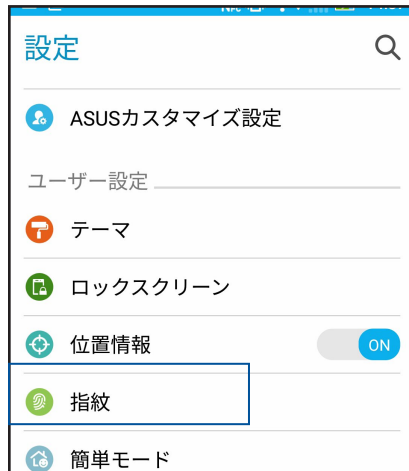 設定
ASUSカスタマイズ設定
ユーザー設定
テーマ
ロックスクリーン
位置情報
ON
指紋
簡単モード